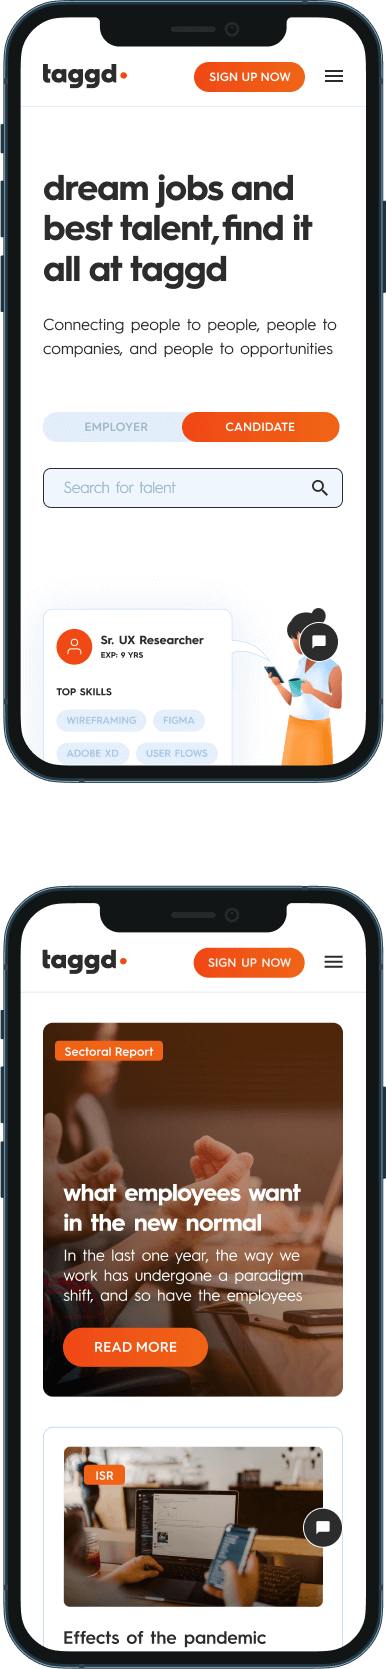 taggd
SIGN UP NOW
dream jobs and
best talent, find it
all at taggd
Connecting people to people, people to
companies, and people to opportunities
EMPLOYER
CANDIDATE
Search for talent
Sr. UX Researcher
EXP: 9 YRS
TOP SKILLS
WIREFRAMING
FIGMA
ADOBE XD
USER FLOWS
taggd
SIGN UP NOW
Sectoral Report
what employees want
in the new normal
In the last one year, the way we
work has undergone a paradigm
shift, and so have the employees
READ MORE
ISR
Effects of the pandemic